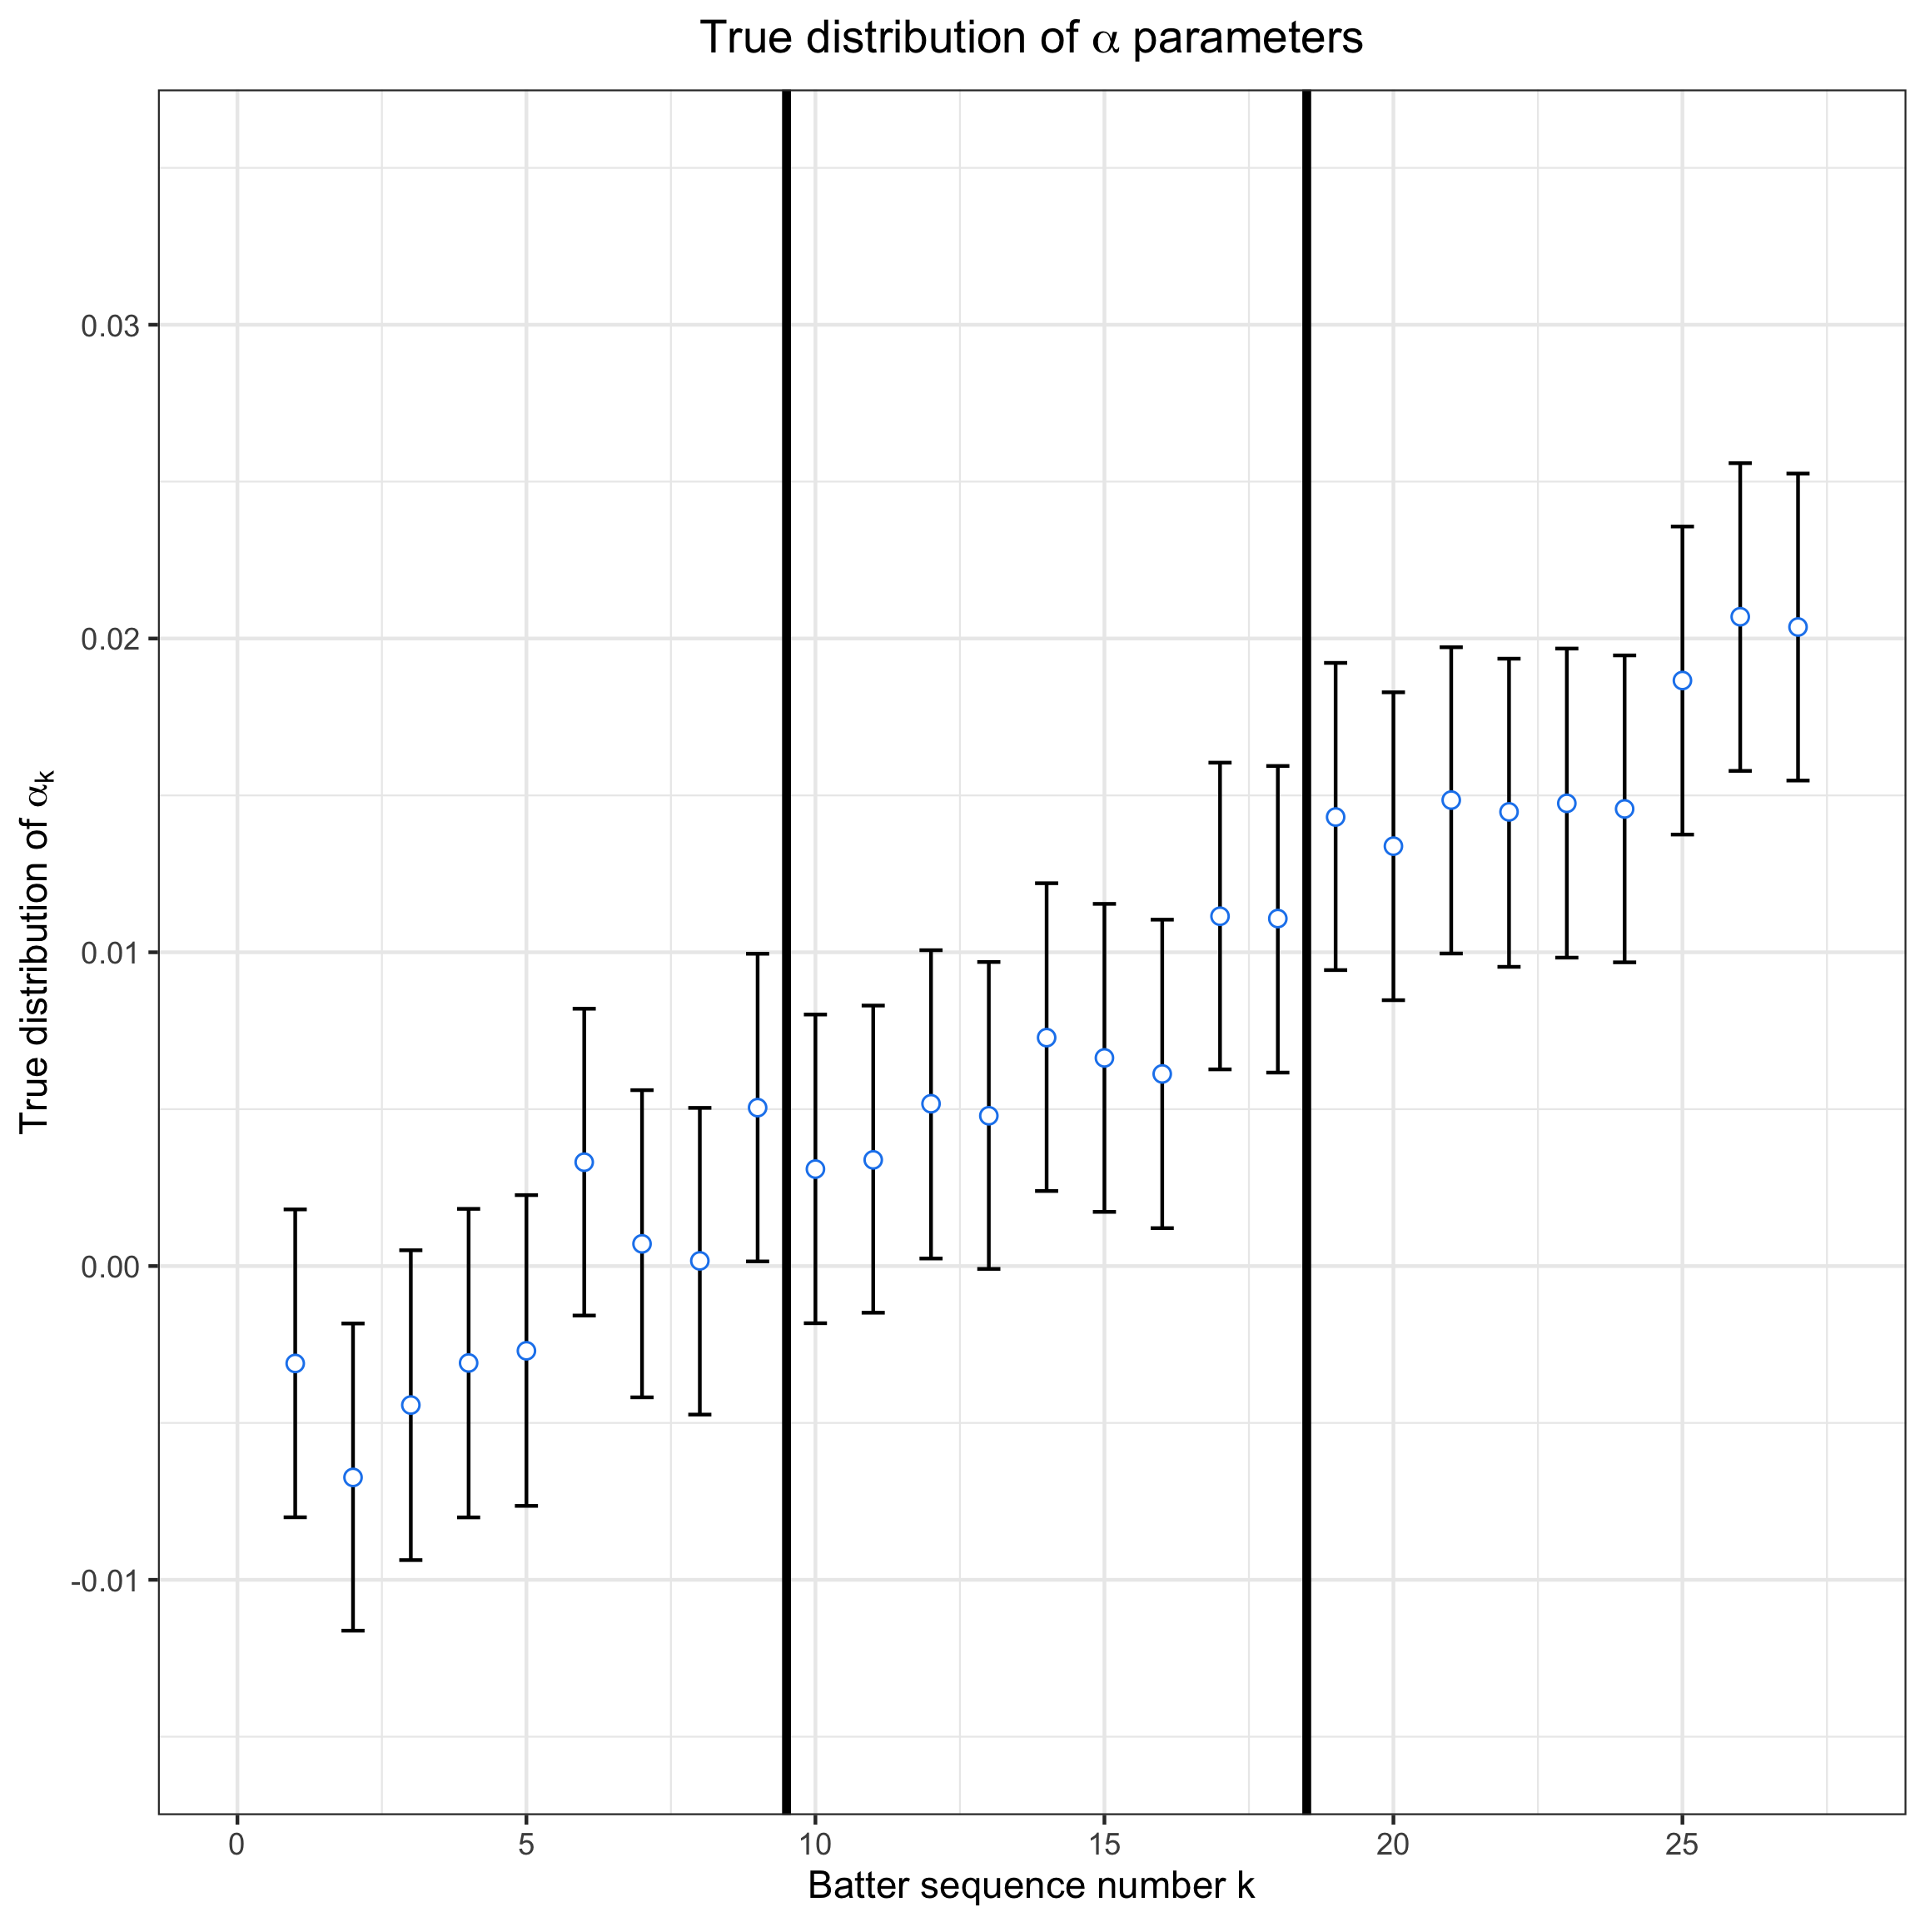 True distribution of α parameters
True distribution of αk
0.03
0.02
0.01
0.00
-0.01
0 5 10 15 20 25
Batter sequence number k